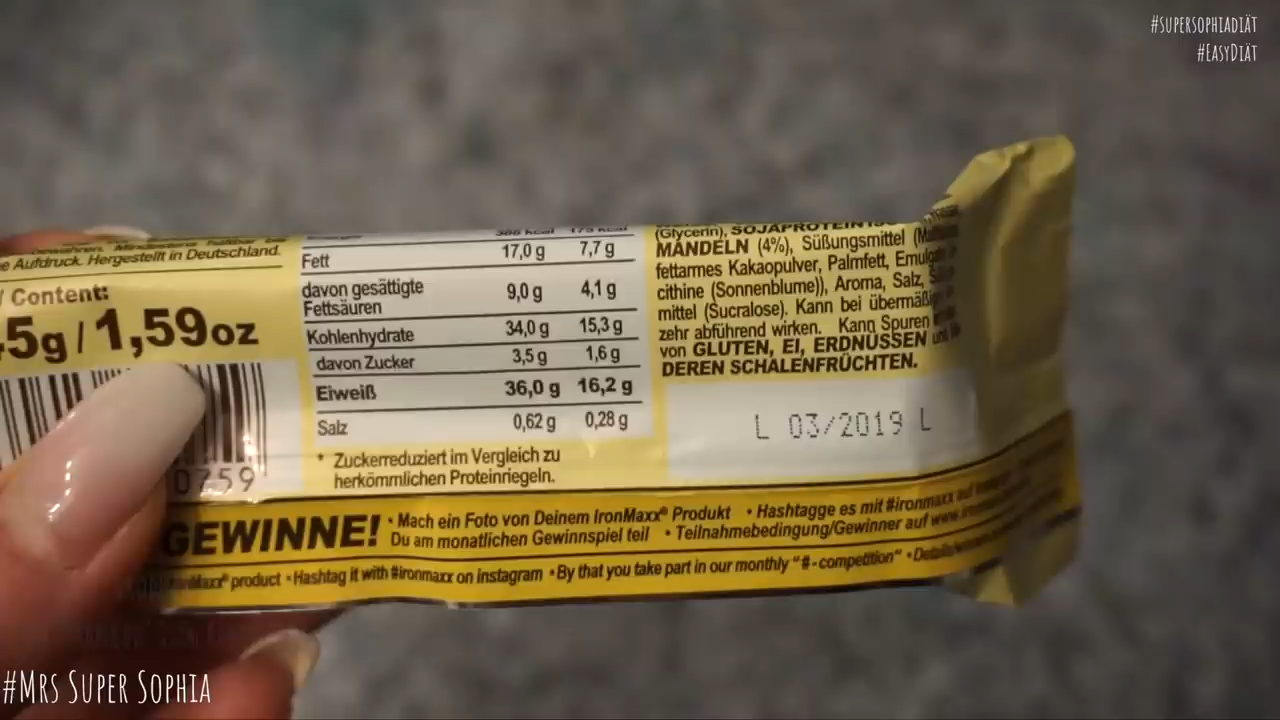 #SUPERSOPHIADIÄT
#EASYDIÄT
e Aufdruck. Hergestellt in Deutschland.
/ Content:
5g / 1,59oz
0759
Fett 17,0 g 7,7 g
davon gesättigte
Fettsäuren 9,0 g 4,1 g
Kohlenhydrate 34,0 g 15,3 g
davon Zucker 3,5 g 1,6 g
Eiweiß 36,0 g 16,2 g
Salz 0,62 g 0,28 g
* Zuckerreduziert im Vergleich zu
herkömmlichen Proteinriegeln.
(Glycerin), SOJAPROTEIN
MANDELN (4%), Süßungsmittel
fettarmes Kakaopulver, Palmfett,
cithine (Sonnenblume)), Aroma, Salz,
mittel (Sucralose). Kann bei
zehr abführend wirken. Kann Spuren
von GLUTEN, EI, ERDNÜSSEN
DEREN SCHALENFRÜCHTEN.
L 03/2019 L
GEWINNE! • Mach ein Foto von Deinem IronMaxx® Produkt • Hashtagge es mit #ironmaxx auf
Du am monatlichen Gewinnspiel teil • Teilnahmebedingung/Gewinner auf
product • Hashtag it with #ironmaxx on instagram • By that you take part in our monthly "#-competition" •
#MRS SUPER SOPHIA